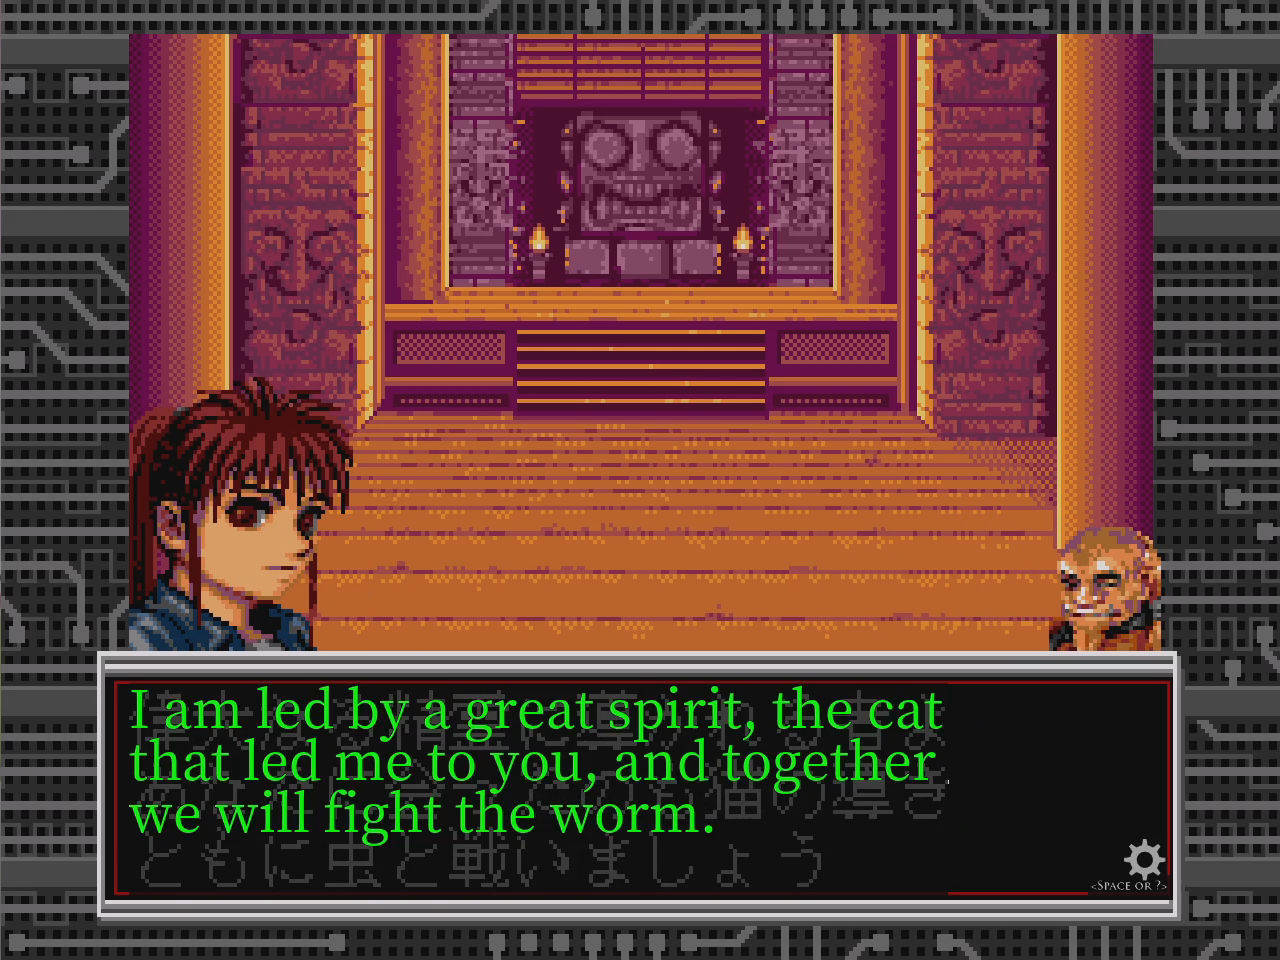 I am led by a great spirit, the cat
that led me to you, and together
we will fight the worm.
ともに虫と戦いましょう
<Space or ?>